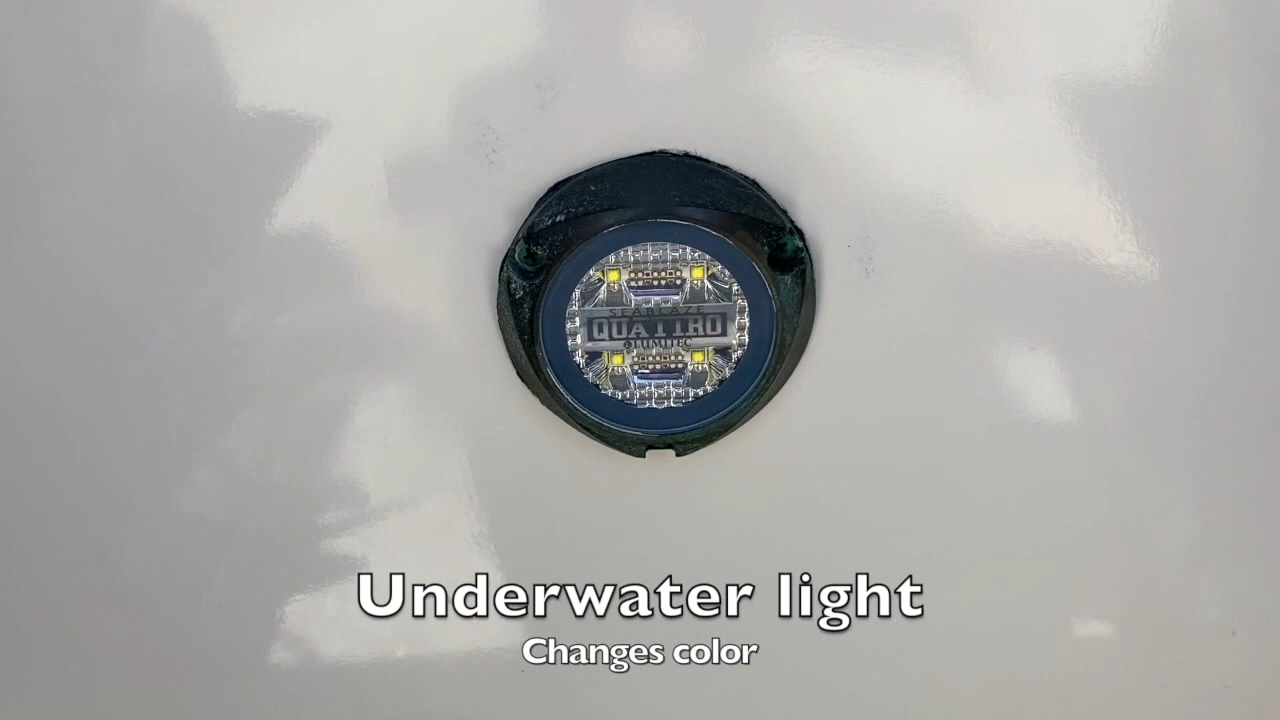 SEABLAZE
QUATTRO
LUMITEC
Underwater light
Changes color